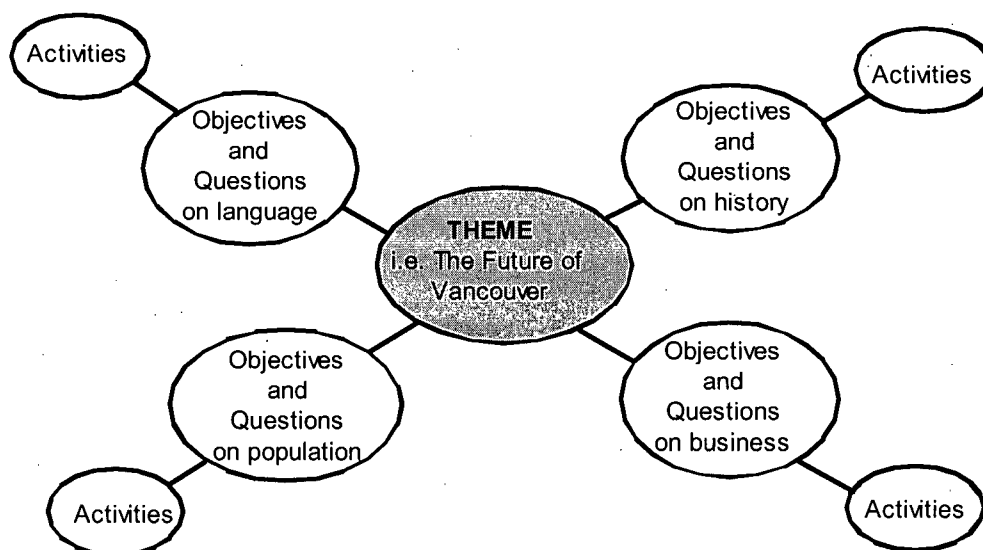 Activities
Objectives
and
Questions
on language
Activities
Objectives
and
Questions
on history
THEME
i.e. The Future of
Vancouver
Objectives
and
Questions
on population
Activities
Objectives
and
Questions
on business
Activities